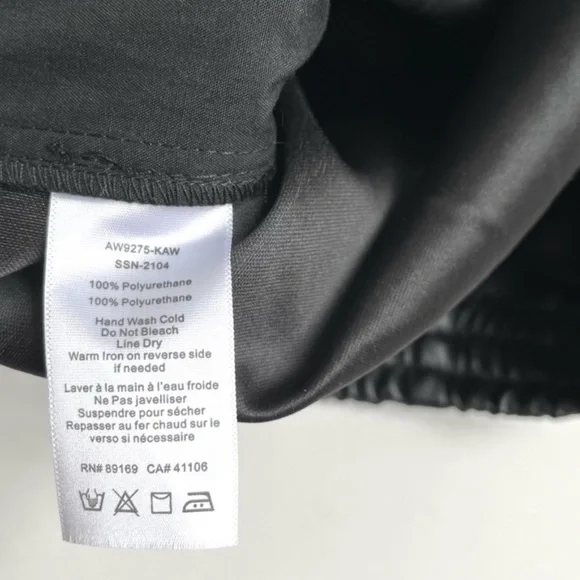 AW9275-KAW
SSN-2104
100% Polyurethane
100% Polyurethane
Hand Wash Cold
Do Not Bleach
Line Dry
Warm Iron on reverse side
if needed
Laver à la main à l'eau froide
Ne Pas javelliser
Suspendre pour sécher
Repasser au fer chaud sur le
verso si nécessaire
RN# 89169 CA# 41106